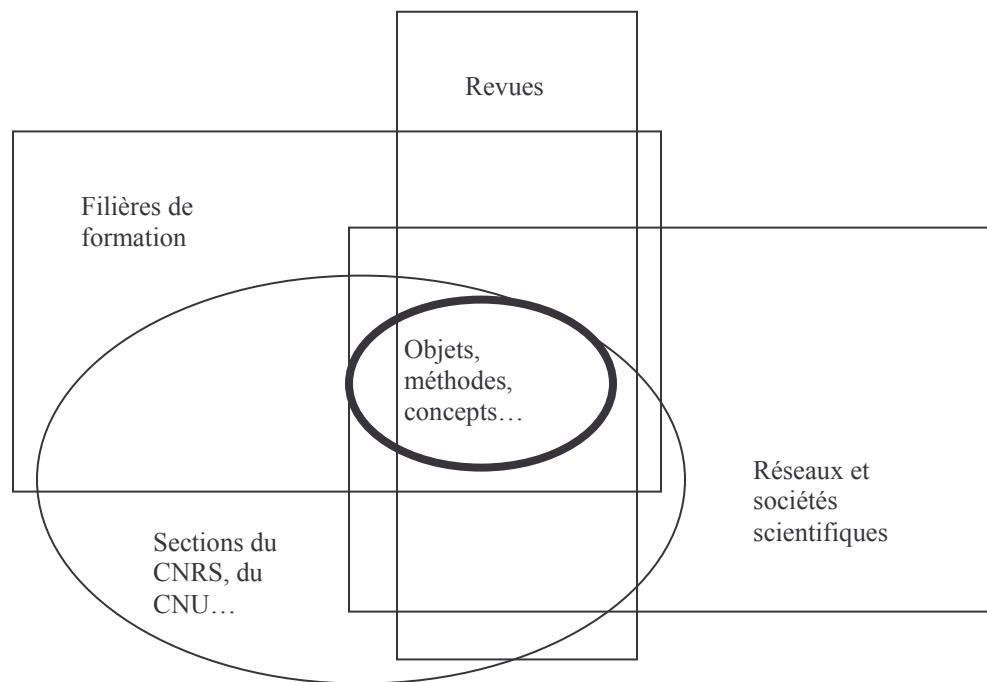 Revues
Filières de
formation
Objets,
méthodes,
concepts…
Réseaux et
sociétés
scientifiques
Sections du
CNRS, du
CNU…